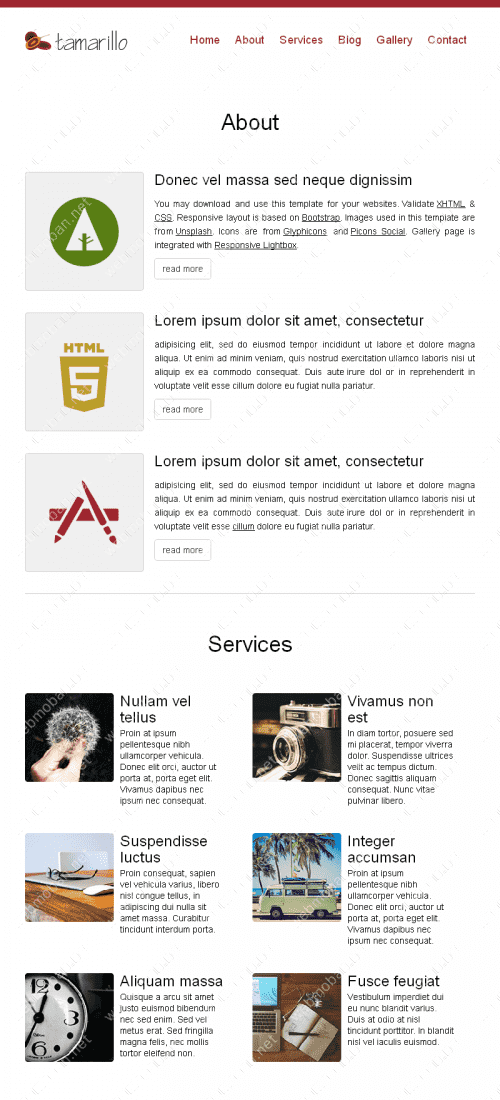 tamarillo
Home About Services Blog Gallery Contact
About
Donec vel massa sed neque dignissim
You may download and use this template for your websites. Validate XHTML &
CSS. Responsive layout is based on Bootstrap. Images used in this template are
from Unsplash. Icons are from Glyphicons and Picons Social. Gallery page is
integrated with Responsive Lightbox.
read more
HTML
5
Lorem ipsum dolor sit amet, consectetur
adipisicing elit, sed do eiusmod tempor incididunt ut labore et dolore magna
aliqua. Ut enim ad minim veniam, quis nostrud exercitation ullamco laboris nisi ut
aliquip ex ea commodo consequat. Duis aute irure dol or in reprehenderit in
voluptate velit esse cillum dolore eu fugiat nulla pariatur.
read more
Lorem ipsum dolor sit amet, consectetur
adipisicing elit, sed do eiusmod tempor incididunt ut labore et dolore magna
aliqua. Ut enim ad minim veniam, quis nostrud exercitation ullamco laboris nisi ut
aliquip ex ea commodo consequat. Duis aute irure dol or in reprehenderit in
voluptate velit esse cillum dolore eu fugiat nulla pariatur.
read more
Services
Nullam vel
tellus
Proin at ipsum
pellentesque nibh
ullamcorper vehicula.
Donec elit orci, auctor ut
porta at, porta eget elit.
Vivamus dapibus nec
ipsum nec consequat.
Vivamus non
est
In diam tortor, posuere sed
mi placerat, tempor viverra
dolor. Suspendisse ultrices
velit ac tempus dictum.
Donec sagittis aliquam
consequat. Nunc vitae
pulvinar libero.
Suspendisse
luctus
Proin consequat, sapien
vel vehicula varius, libero
nisl congue tellus, in
adipiscing dui nulla sit
amet massa. Curabitur
tincidunt interdum porta.
Integer
accumsan
Proin at ipsum
pellentesque nibh
ullamcorper vehicula.
Donec elit orci, auctor ut
porta at, porta eget elit.
Vivamus dapibus nec
ipsum nec consequat.
Aliquam massa
Quisque a arcu sit amet
justo euismod bibendum
nec sed enim. Sed vel
metus erat. Sed fringilla
magna felis, nec mollis
tortor eleifend non.
Fusce feugiat
Vestibulum imperdiet dui
eu nunc blandit varius.
Duis at odio at nisl
tincidunt porttitor. In blandit
nisl vel iaculis euismod.